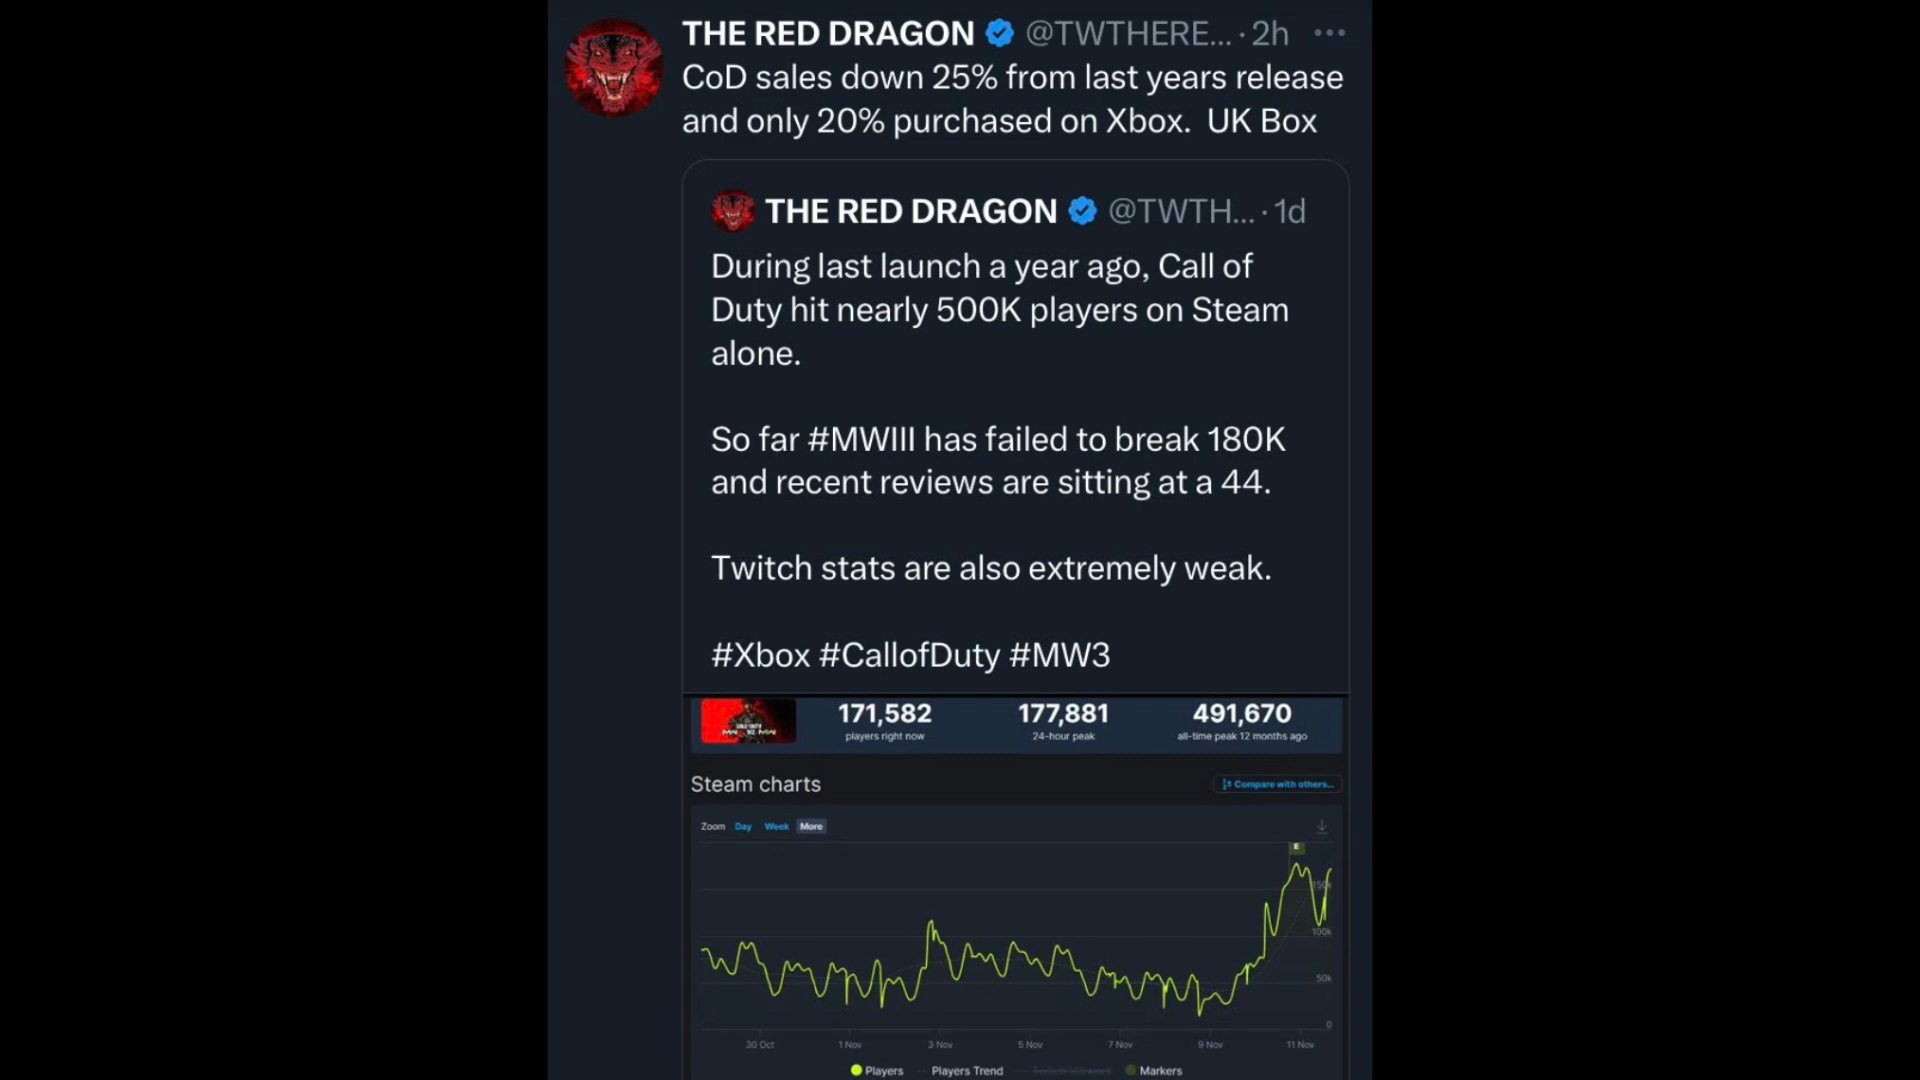 THE RED DRAGON @TWTHERE... · 2h ...
CoD sales down 25% from last years release
and only 20% purchased on Xbox. UK Box
THE RED DRAGON @TWTH... · 1d
During last launch a year ago, Call of
Duty hit nearly 500K players on Steam
alone.
So far #MWIII has failed to break 180K
and recent reviews are sitting at a 44.
Twitch stats are also extremely weak.
#Xbox #CallofDuty #MW3
171,582 177,881 491,670
players right now 24-hour peak all-time peak 12 months ago
Steam charts Compare with others...
Zoom Day Week More
E
150k
100k
50k
0
30 Oct 1 Nov 3 Nov 5 Nov 7 Nov 9 Nov 11 Nov
Players Players Trend Twitch Viewers Markers